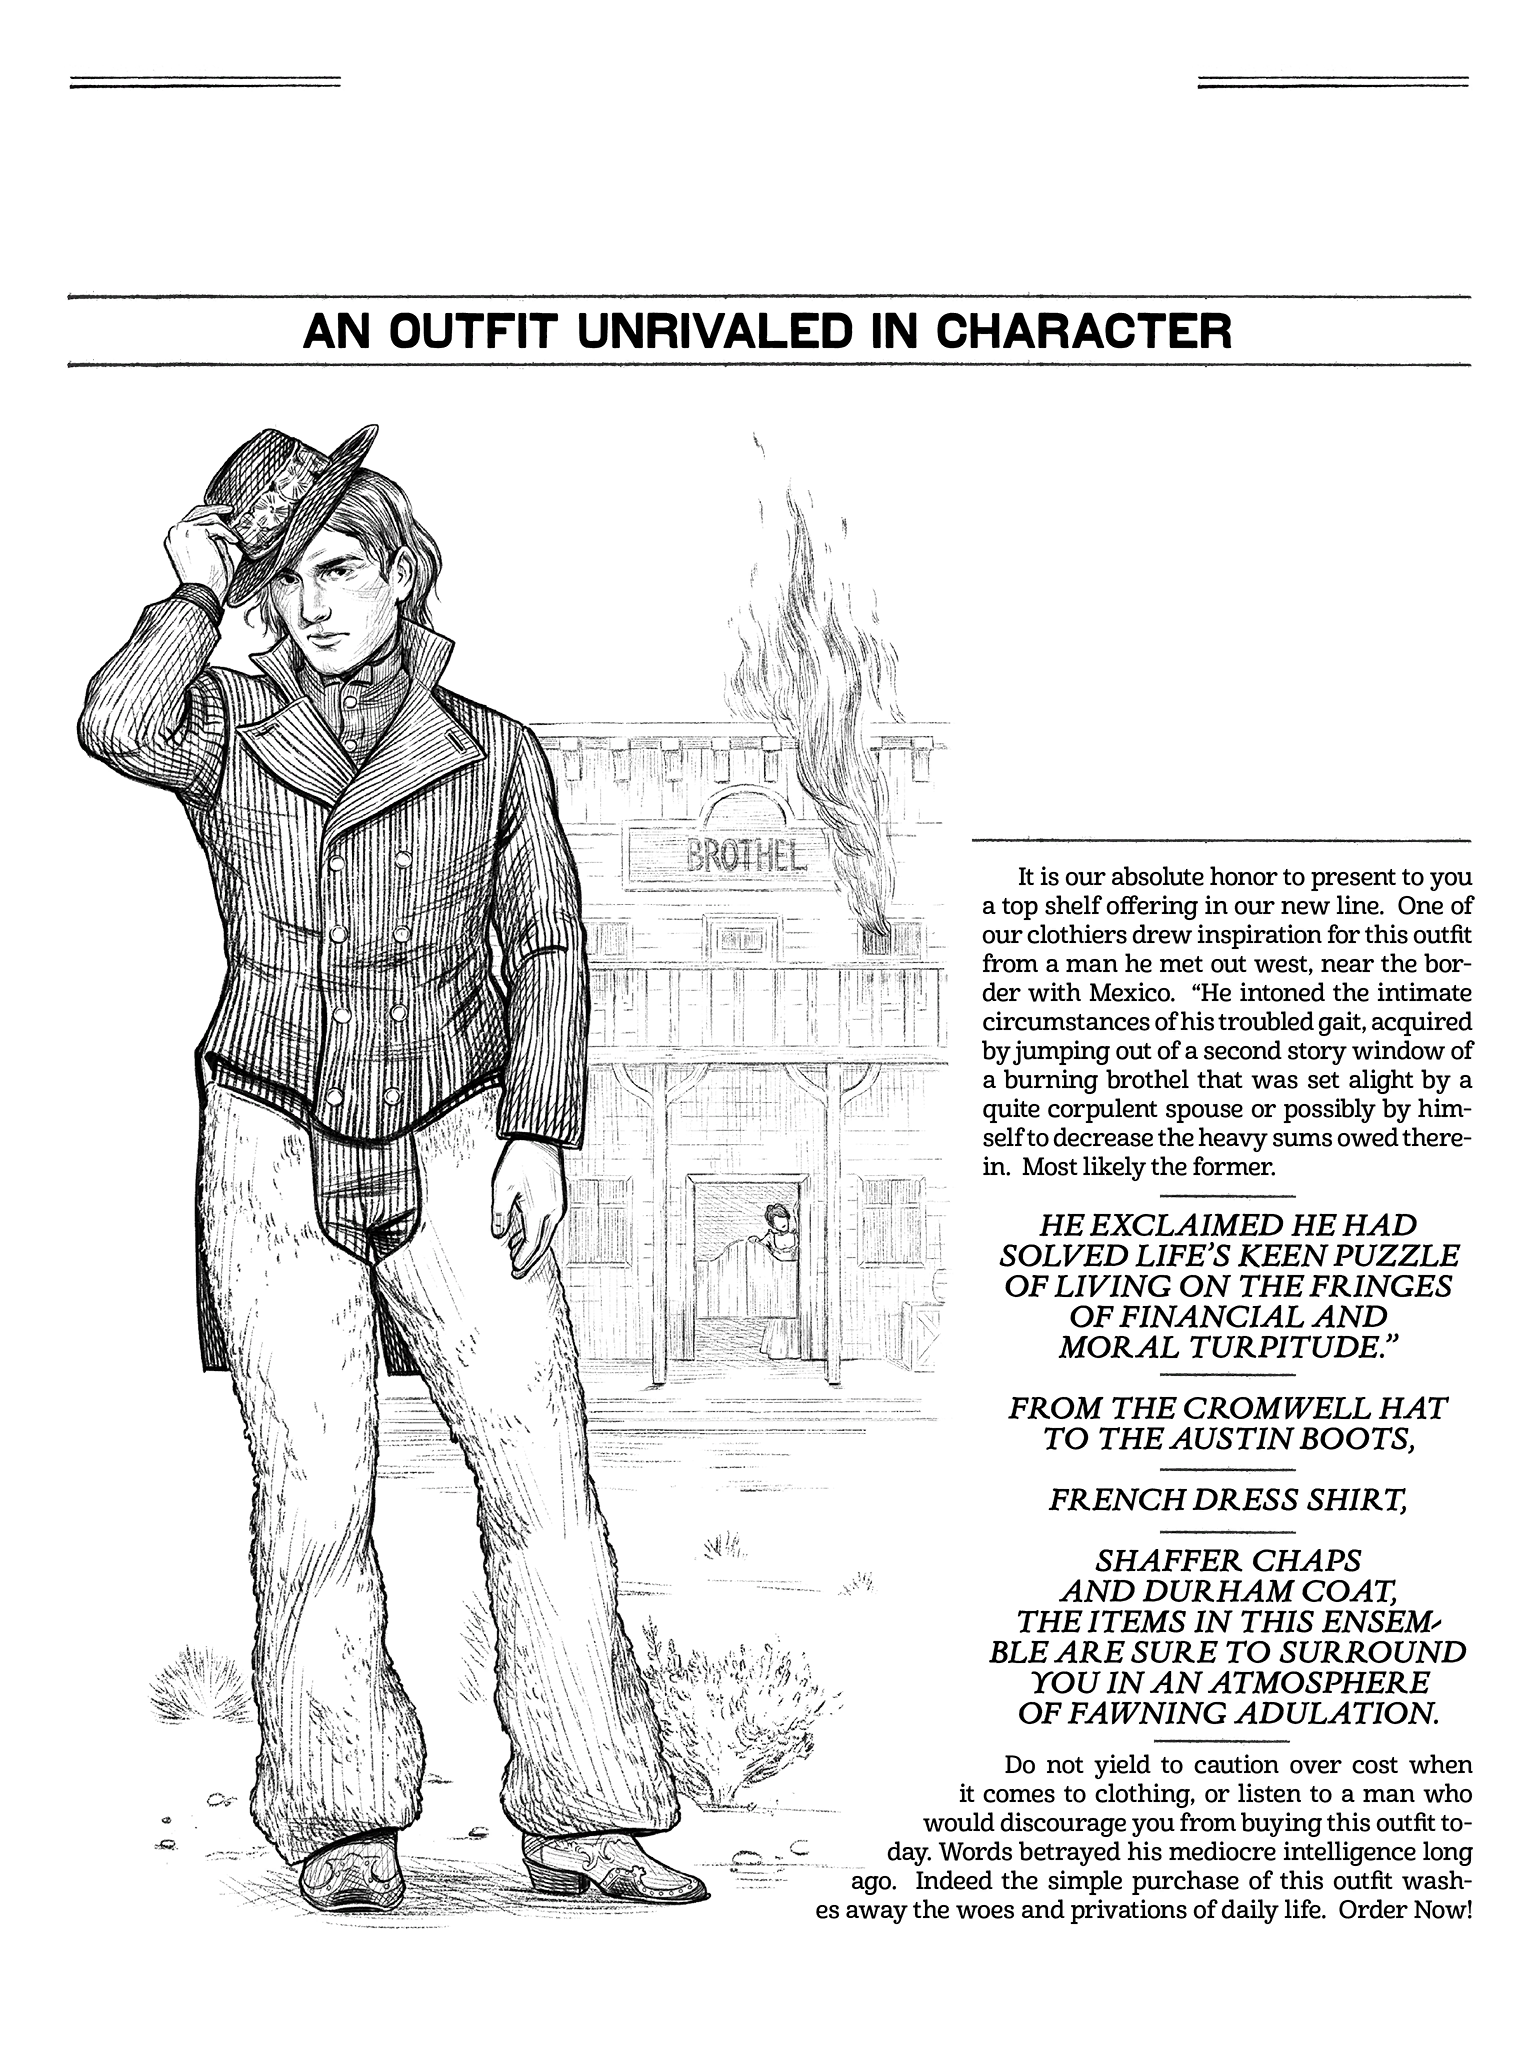 AN OUTFIT UNRIVALED IN CHARACTER
BROTHEL
It is our absolute honor to present to you
a top shelf offering in our new line. One of
our clothiers drew inspiration for this outfit
from a man he met out west, near the bor-
der with Mexico. “He intoned the intimate
circumstances of his troubled gait, acquired
by jumping out of a second story window of
a burning brothel that was set alight by a
quite corpulent spouse or possibly by him-
self to decrease the heavy sums owed there-
in. Most likely the former.
HE EXCLAIMED HE HAD
SOLVED LIFE’S KEEN PUZZLE
OF LIVING ON THE FRINGES
OF FINANCIAL AND
MORAL TURPITUDE.”
FROM THE CROMWELL HAT
TO THE AUSTIN BOOTS,
FRENCH DRESS SHIRT,
SHAFFER CHAPS
AND DURHAM COAT,
THE ITEMS IN THIS ENSEM-
BLE ARE SURE TO SURROUND
YOU IN AN ATMOSPHERE
OF FAWNING ADULATION.
Do not yield to caution over cost when
it comes to clothing, or listen to a man who
would discourage you from buying this outfit to-
day. Words betrayed his mediocre intelligence long
ago. Indeed the simple purchase of this outfit wash-
es away the woes and privations of daily life. Order Now!